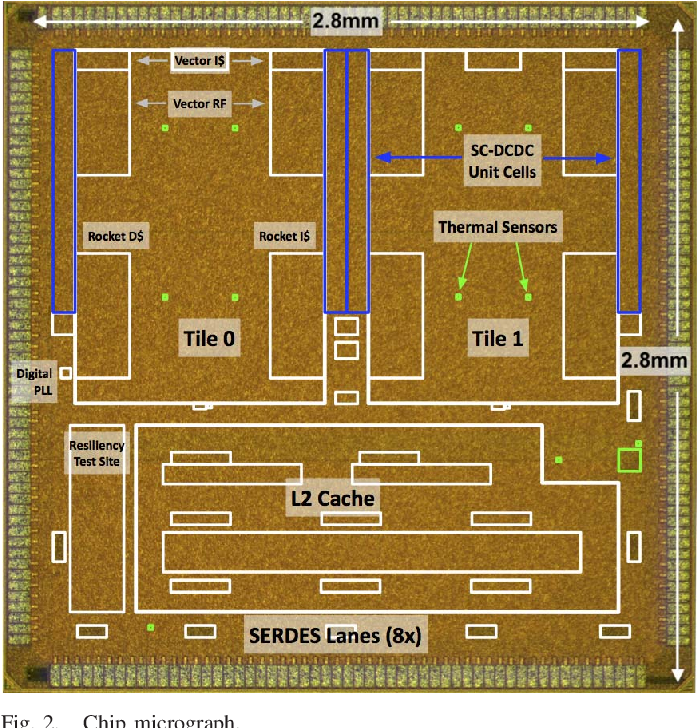 2.8mm
Vector I$
Vector RF
SC-DCDC
Unit Cells
Rocket D$
Rocket I$
Thermal Sensors
Tile 0
Tile 1
2.8mm
Digital
PLL
Resiliency
Test Site
L2 Cache
SERDES Lanes (8x)
Fig. 2. Chip micrograph.